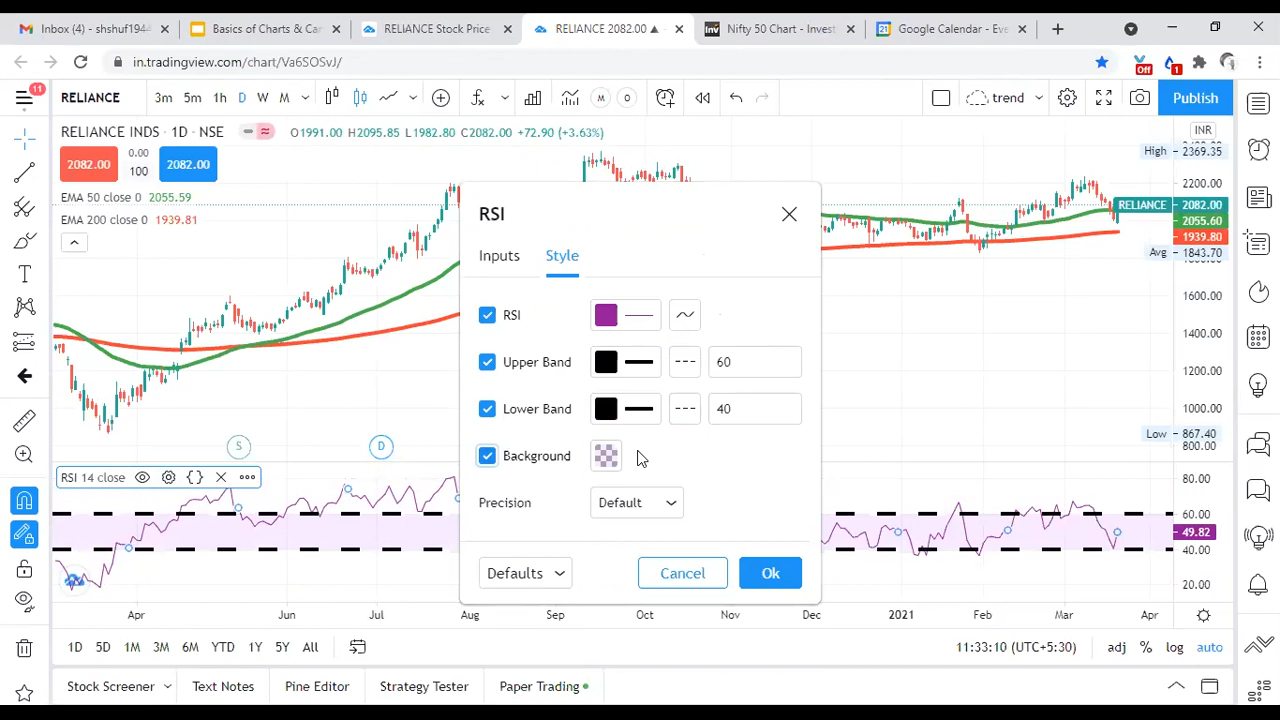 Inbox (4) - shshuf1944
Basics of Charts & Can
RELIANCE Stock Price
RELIANCE 2082.00 ▲
Inv
Nifty 50 Chart - Invest
Google Calendar - Eve
in.tradingview.com/chart/Va6SOSvJ/
Off
1
11
RELIANCE
3m 5m 1h D W M
trend
Publish
RELIANCE INDS · 1D · NSE
O1991.00 H2095.85 L1982.80 C2082.00 +72.90 (+3.63%)
INR
High 2369.35
2082.00
0.00
100
2082.00
EMA 50 close 0 2055.59
EMA 200 close 0 1939.81
2200.00
RELIANCE 2082.00
2055.60
1939.80
Avg 1843.70
1600.00
1400.00
1200.00
1000.00
Low 867.40
800.00
RSI
Inputs Style
RSI
Upper Band 60
Lower Band 40
Background
Precision Default
Defaults Cancel Ok
S
D
RSI 14 close
80.00
60.00
49.82
40.00
20.00
Apr Jun Jul Aug Sep Oct Nov Dec 2021 Feb Mar Apr
1D 5D 1M 3M 6M YTD 1Y 5Y All
11:33:10 (UTC+5:30)
adj % log auto
Stock Screener Text Notes Pine Editor Strategy Tester Paper Trading